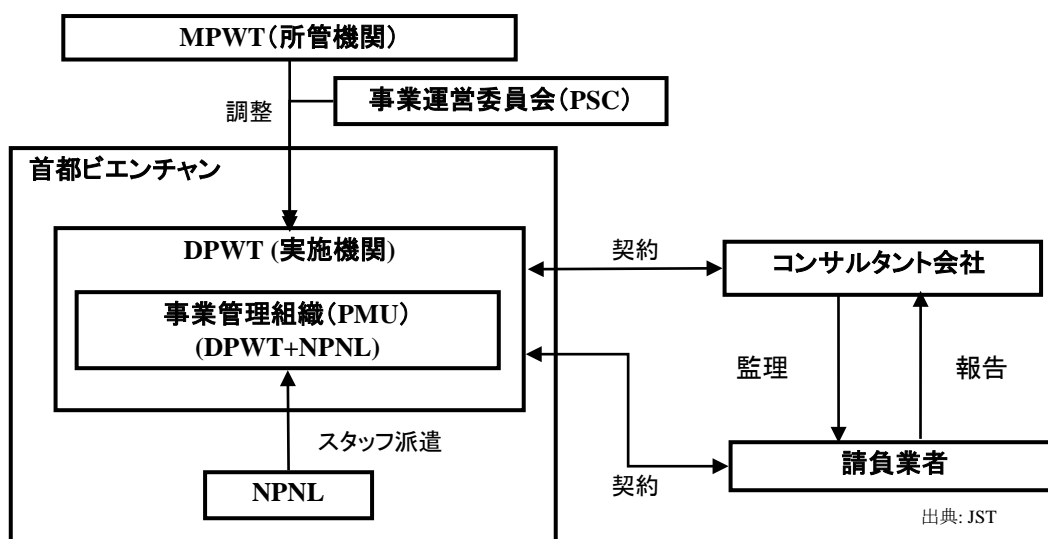 MPWT（所管機関）
事業運営委員会（PSC）
調整
首都ビエンチャン
DPWT (実施機関)
事業管理組織（PMU）
(DPWT+NPNL)
スタッフ派遣
NPNL
契約
コンサルタント会社
監理
報告
契約
請負業者
出典: JST